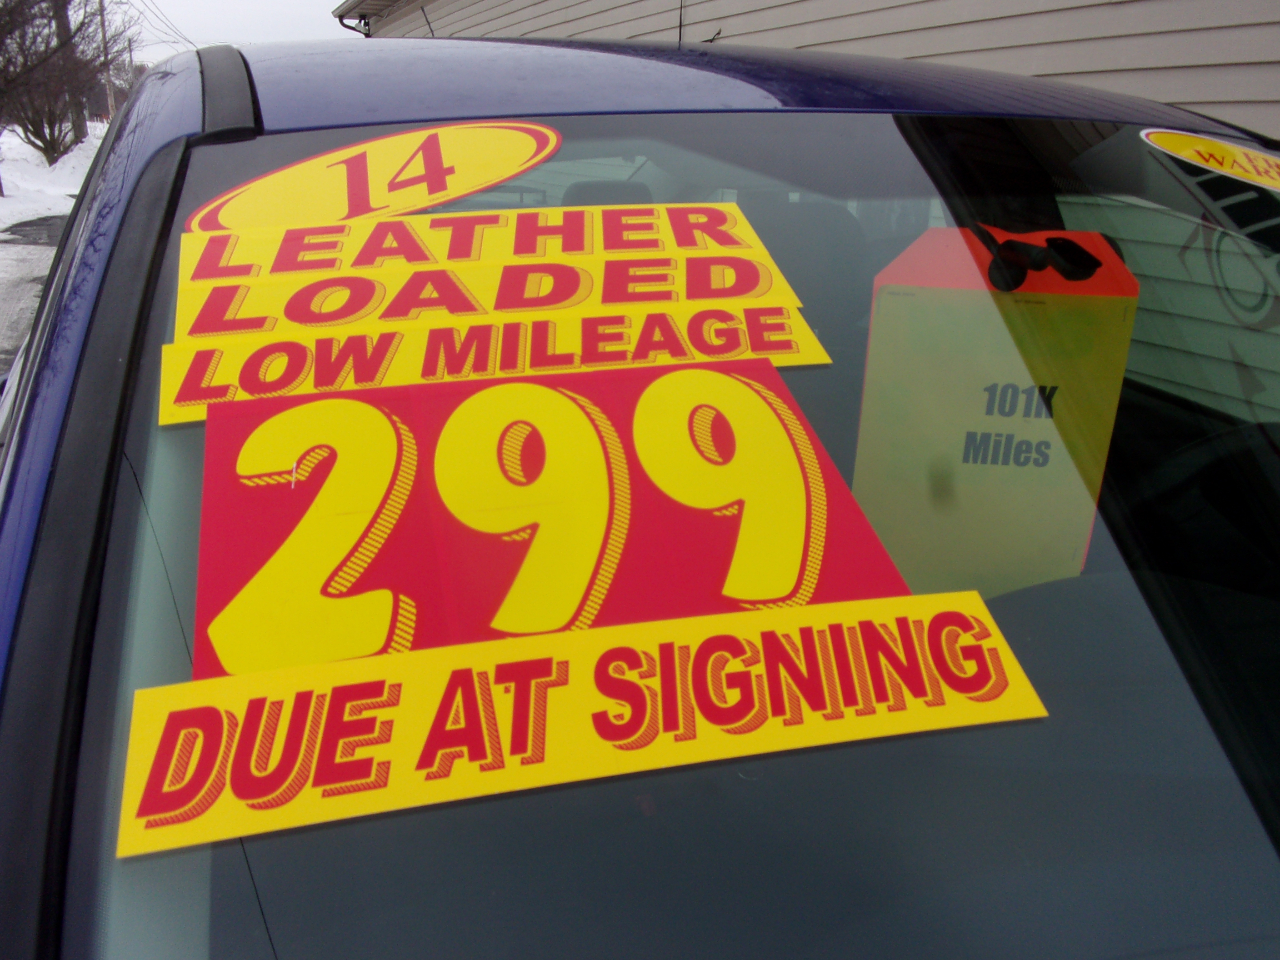 14
LEATHER
LOADED
LOW MILEAGE
299
DUE AT SIGNING
101K
Miles